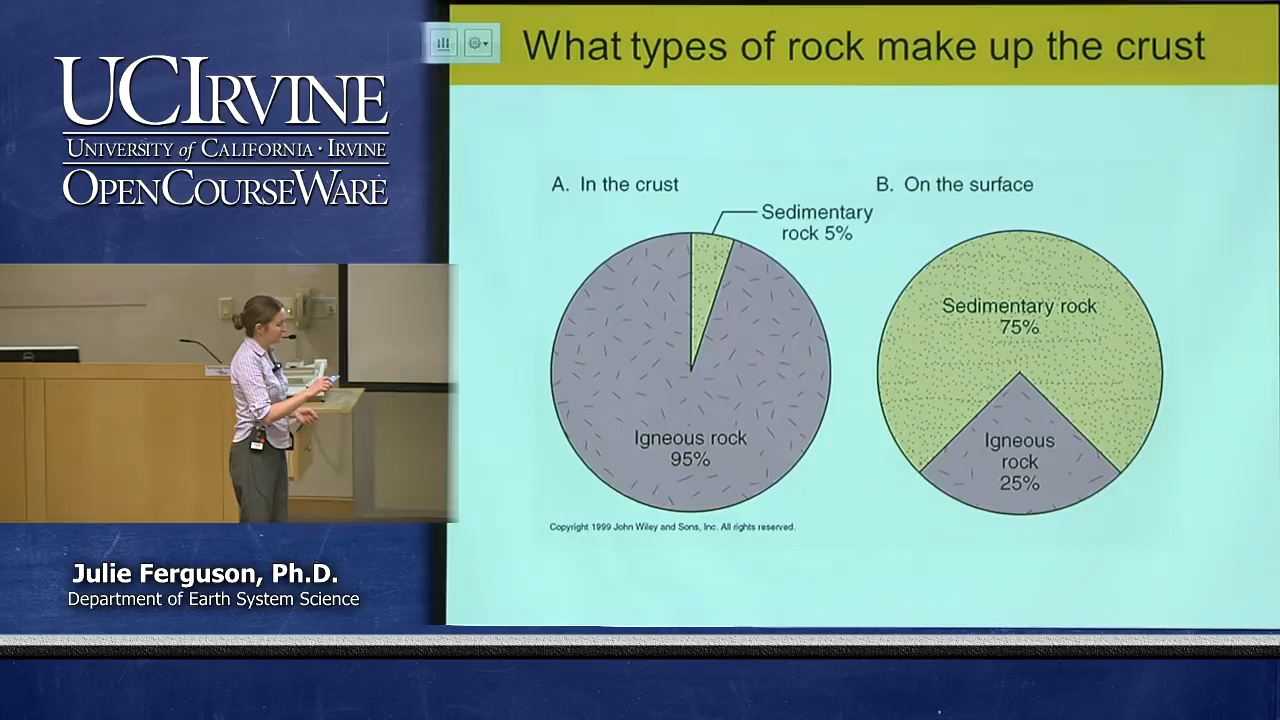 UCIRVINE
UNIVERSITY of CALIFORNIA · IRVINE
OPENCOURSEWARE
Julie Ferguson, Ph.D.
Department of Earth System Science
What types of rock make up the crust
A. In the crust
Sedimentary
rock 5%
Igneous rock
95%
B. On the surface
Sedimentary rock
75%
Igneous
rock
25%
Copyright 1999 John Wiley and Sons, Inc. All rights reserved.